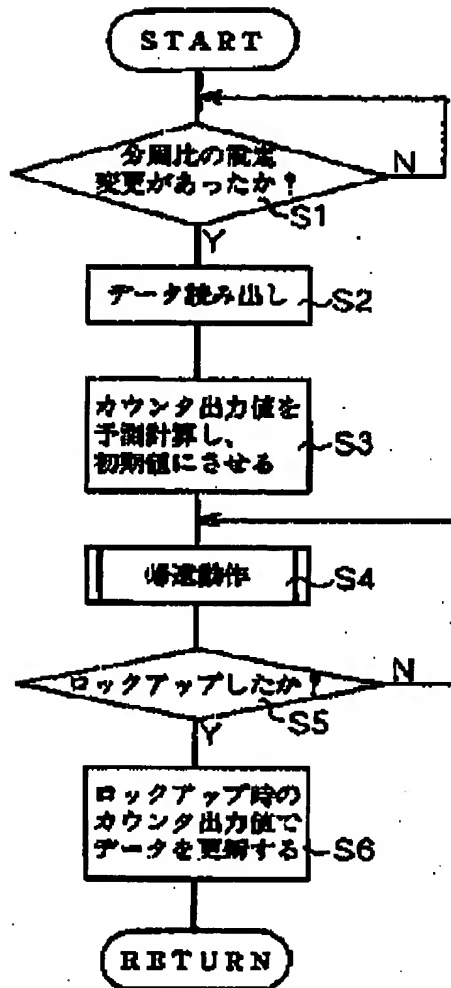 START
分周比の設定
変更があったか?
N
S1
Y
データ読み出し
S2
カウンタ出力値を
予測計算し、
初期値にさせる
S3
帰還動作
S4
ロックアップしたか?
N
S5
Y
ロックアップ時の
カウンタ出力値で
データを更新する
S6
RETURN